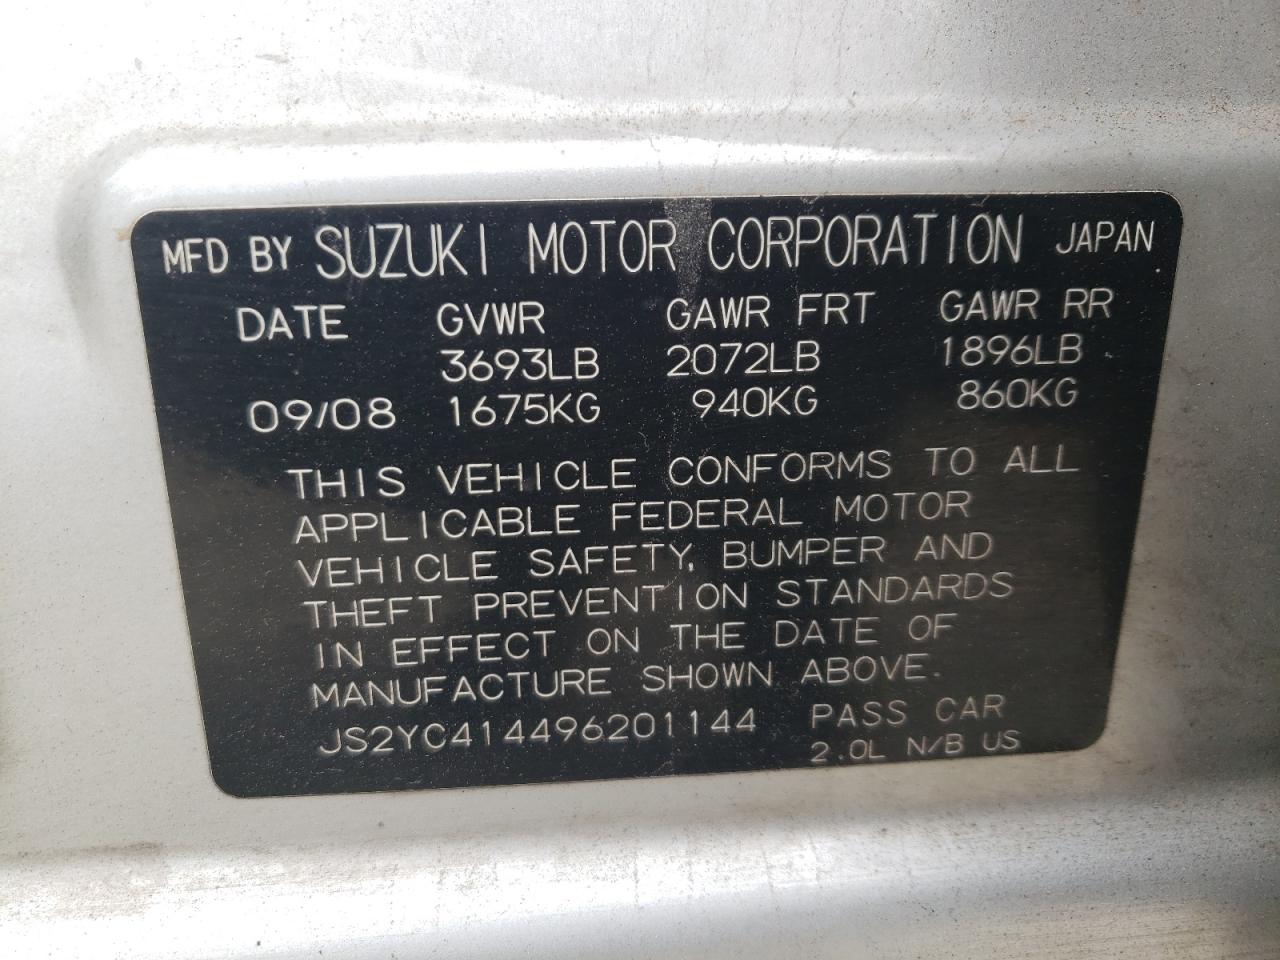 MFD BY SUZUKI MOTOR CORPORATION JAPAN
DATE GVWR GAWR FRT GAWR RR
3693LB 2072LB 1896LB
09/08 1675KG 940KG 860KG
THIS VEHICLE CONFORMS TO ALL
APPLICABLE FEDERAL MOTOR
VEHICLE SAFETY, BUMPER AND
THEFT PREVENTION STANDARDS
IN EFFECT ON THE DATE OF
MANUFACTURE SHOWN ABOVE.
JS2YC414496201144 PASS CAR
2.0L N/B US